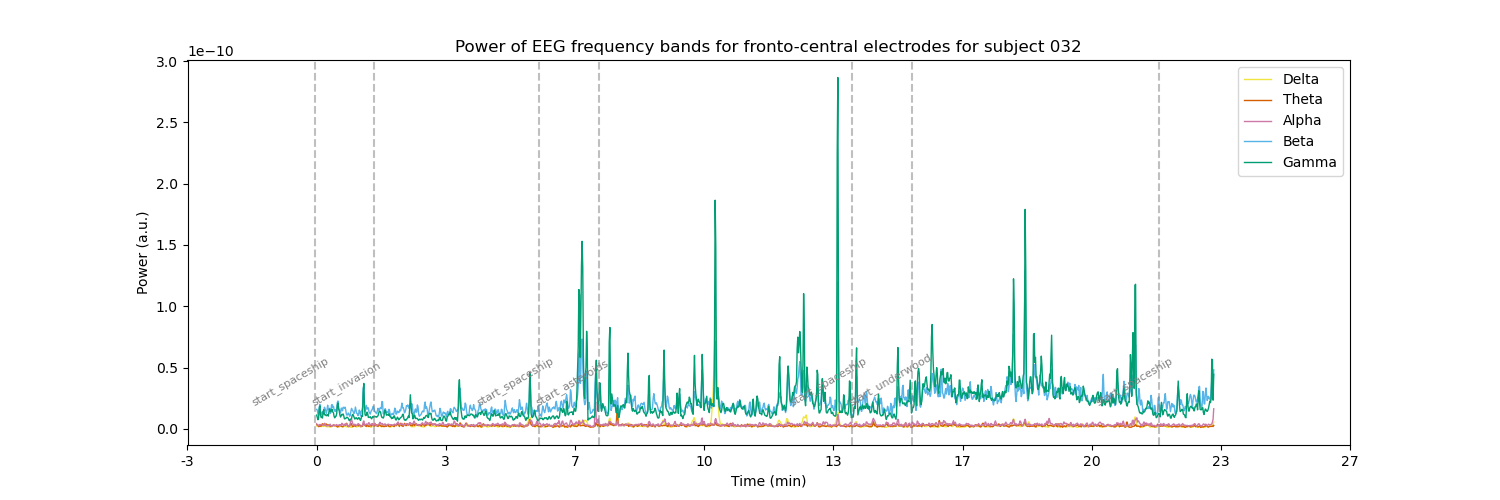 Power of EEG frequency bands for fronto-central electrodes for subject 032
1e−10
3.0
2.5
2.0
1.5
1.0
0.5
0.0
Power (a.u.)
Delta
Theta
Alpha
Beta
Gamma
start_spaceship
start_invasion
start_spaceship
start_asteroids
start_spaceship
start_underwood
start_spaceship
-3
0
3
7
10
13
17
20
23
27
Time (min)